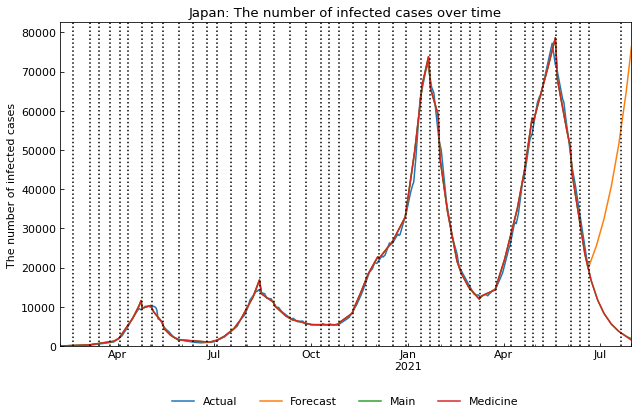 Japan: The number of infected cases over time
The number of infected cases
80000
70000
60000
50000
40000
30000
20000
10000
0
Apr
Jul
Oct
Jan
2021
Apr
Jul
Actual
Forecast
Main
Medicine